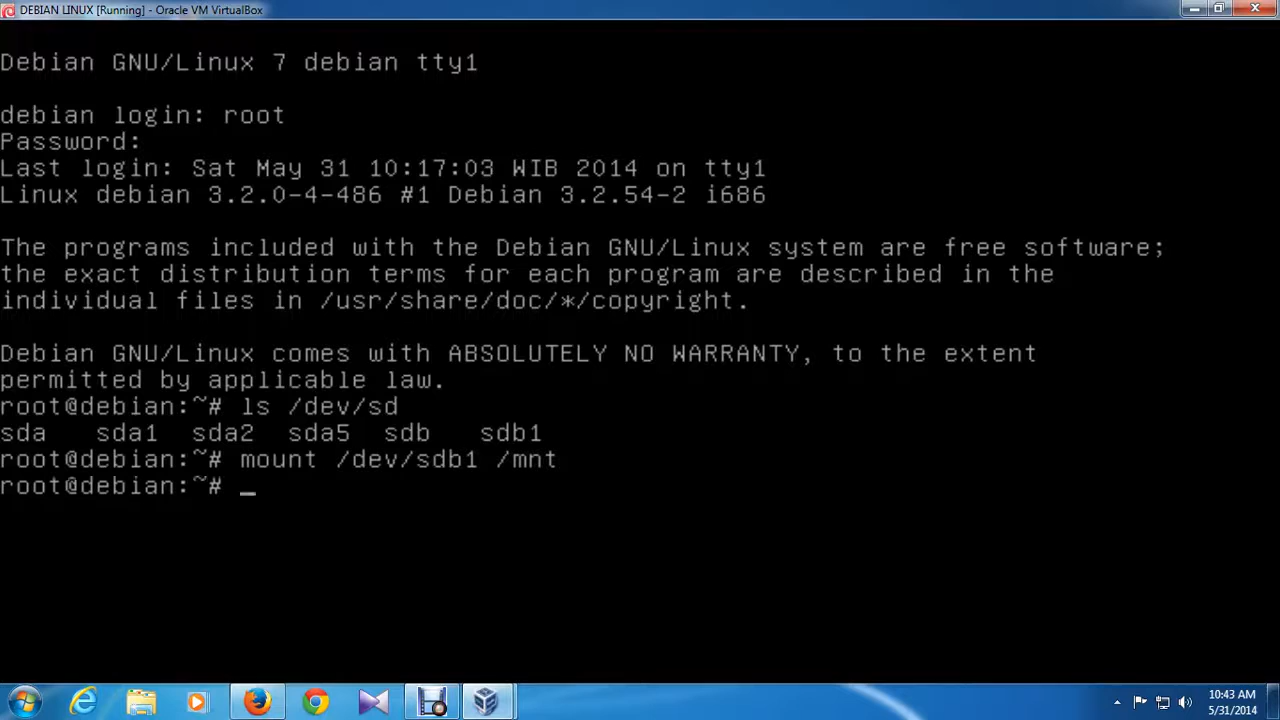 DEBIAN LINUX [Running] - Oracle VM VirtualBox
Debian GNU/Linux 7 debian tty1
debian login: root
Password:
Last login: Sat May 31 10:17:03 WIB 2014 on tty1
Linux debian 3.2.0-4-486 #1 Debian 3.2.54-2 i686
The programs included with the Debian GNU/Linux system are free software;
the exact distribution terms for each program are described in the
individual files in /usr/share/doc/*/copyright.
Debian GNU/Linux comes with ABSOLUTELY NO WARRANTY, to the extent
permitted by applicable law.
root@debian:~# ls /dev/sd
sda   sda1  sda2  sda5  sdb   sdb1
root@debian:~# mount /dev/sdb1 /mnt
root@debian:~# _
10:43 AM
5/31/2014